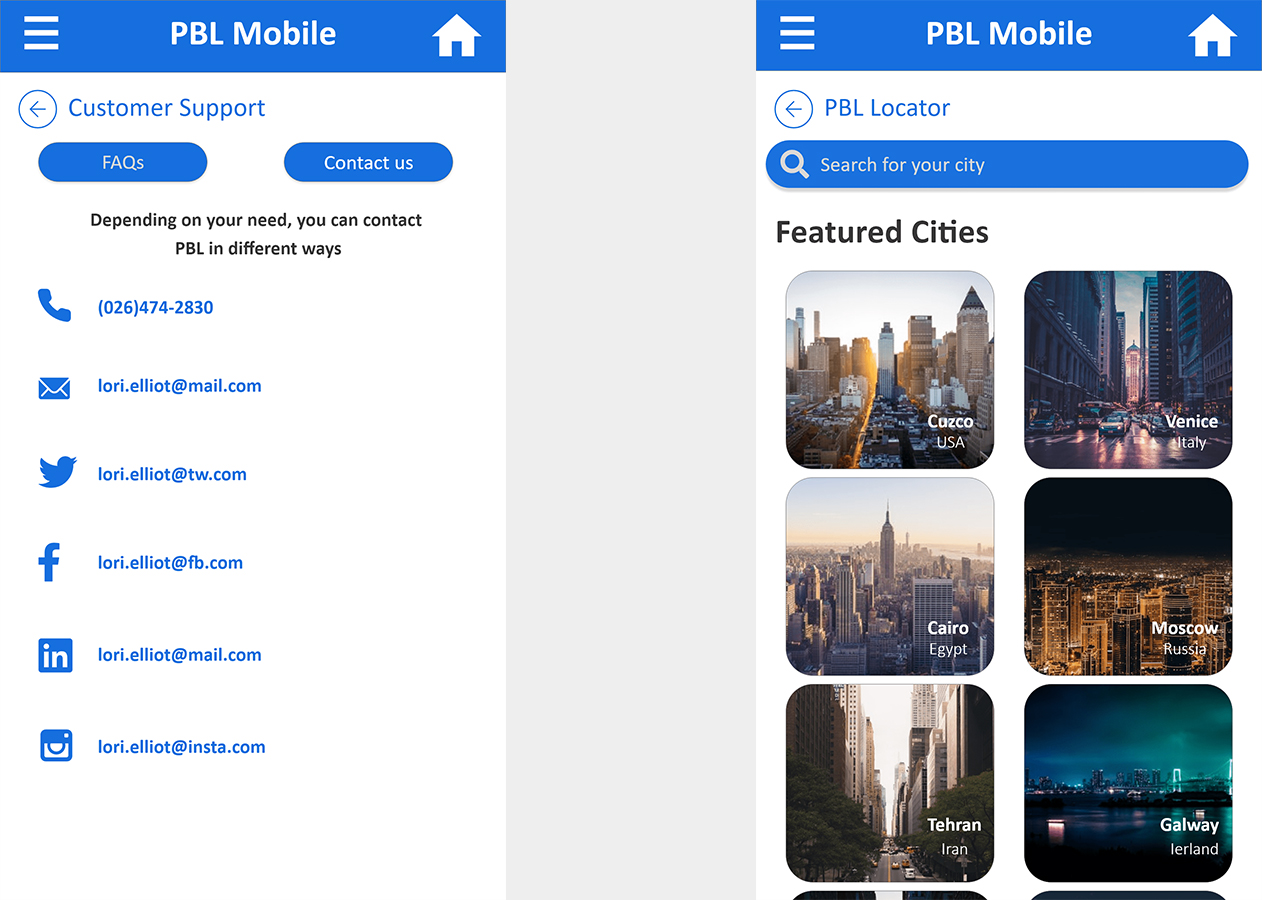 PBL Mobile
Customer Support
FAQs
Contact us
Depending on your need, you can contact
PBL in different ways
(026)474-2830
lori.elliot@mail.com
lori.elliot@tw.com
lori.elliot@fb.com
in
lori.elliot@mail.com
lori.elliot@insta.com
PBL Mobile
PBL Locator
Search for your city
Featured Cities
Cuzco
USA
Venice
Italy
Cairo
Egypt
Moscow
Russia
Tehran
Iran
Galway
Ierland